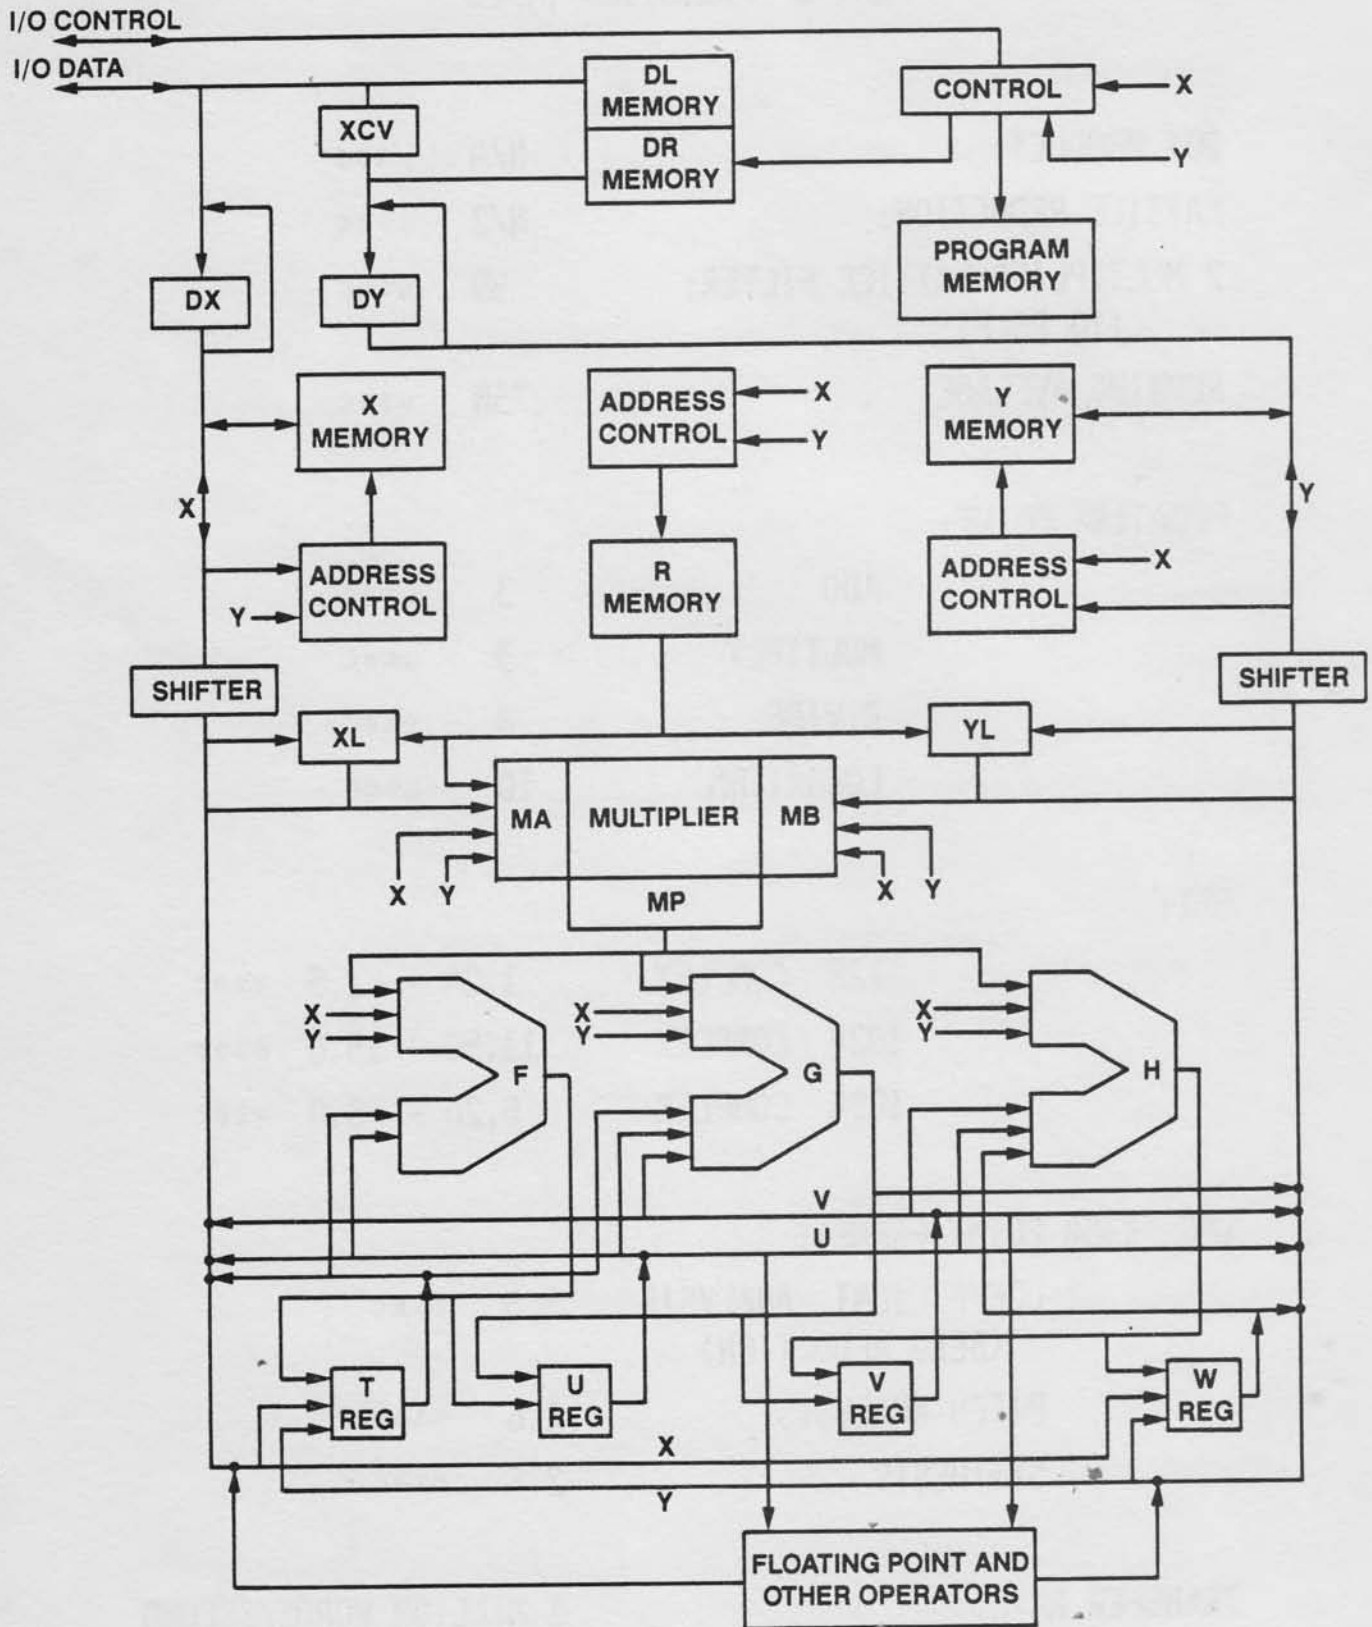 I/O CONTROL
I/O DATA
DL
MEMORY
DR
MEMORY
XCV
CONTROL
X
Y
PROGRAM
MEMORY
DX
DY
X
MEMORY
ADDRESS
CONTROL
X
Y
Y
MEMORY
X
Y
ADDRESS
CONTROL
Y
R
MEMORY
ADDRESS
CONTROL
X
SHIFTER
SHIFTER
XL
YL
MA
MULTIPLIER
MB
X
Y
X
Y
MP
X
Y
F
X
Y
G
X
Y
H
V
U
T
REG
U
REG
V
REG
W
REG
X
Y
FLOATING POINT AND
OTHER OPERATORS